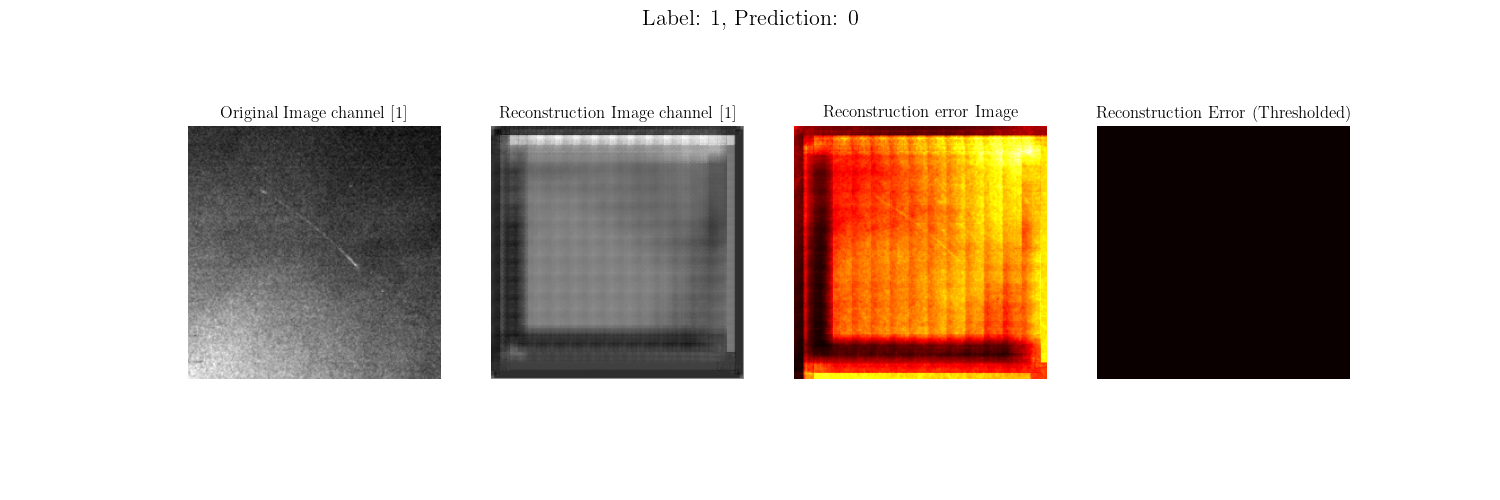 Label: 1, Prediction: 0
Original Image channel [1]
Reconstruction Image channel [1]
Reconstruction error Image
Reconstruction Error (Thresholded)